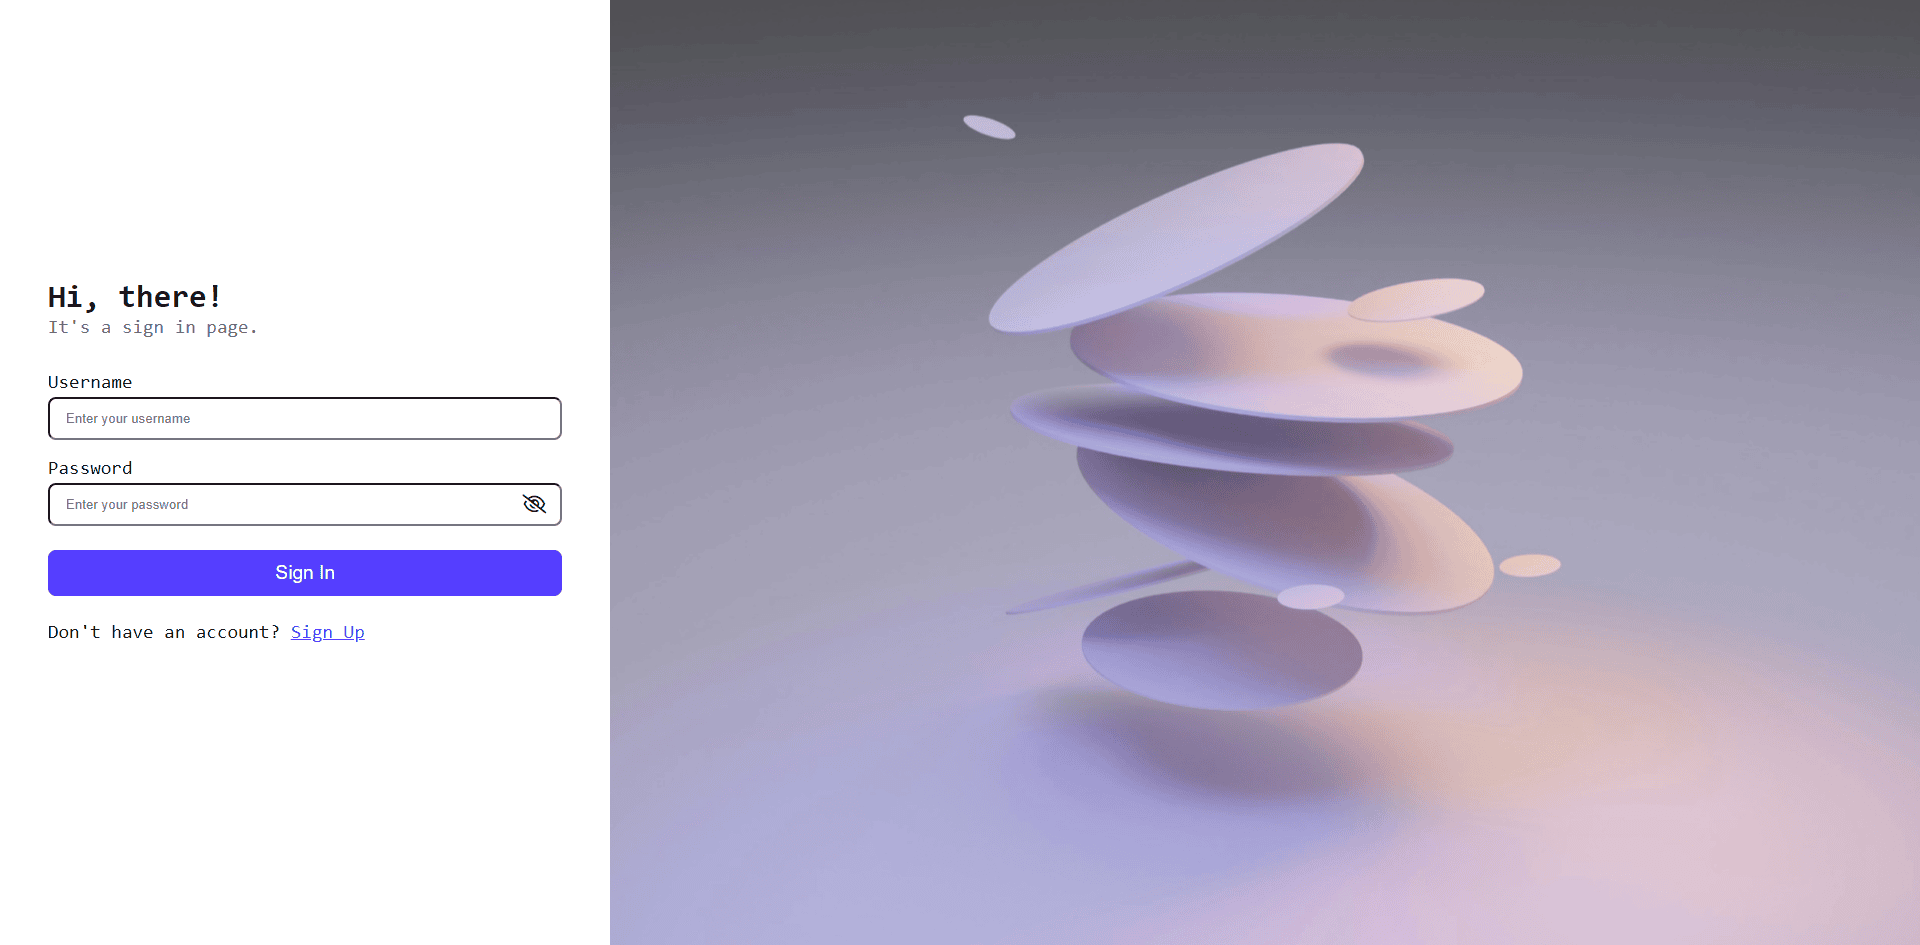 Hi, there!
It's a sign in page.
Username
Enter your username
Password
Enter your password
Sign In
Don't have an account? Sign Up